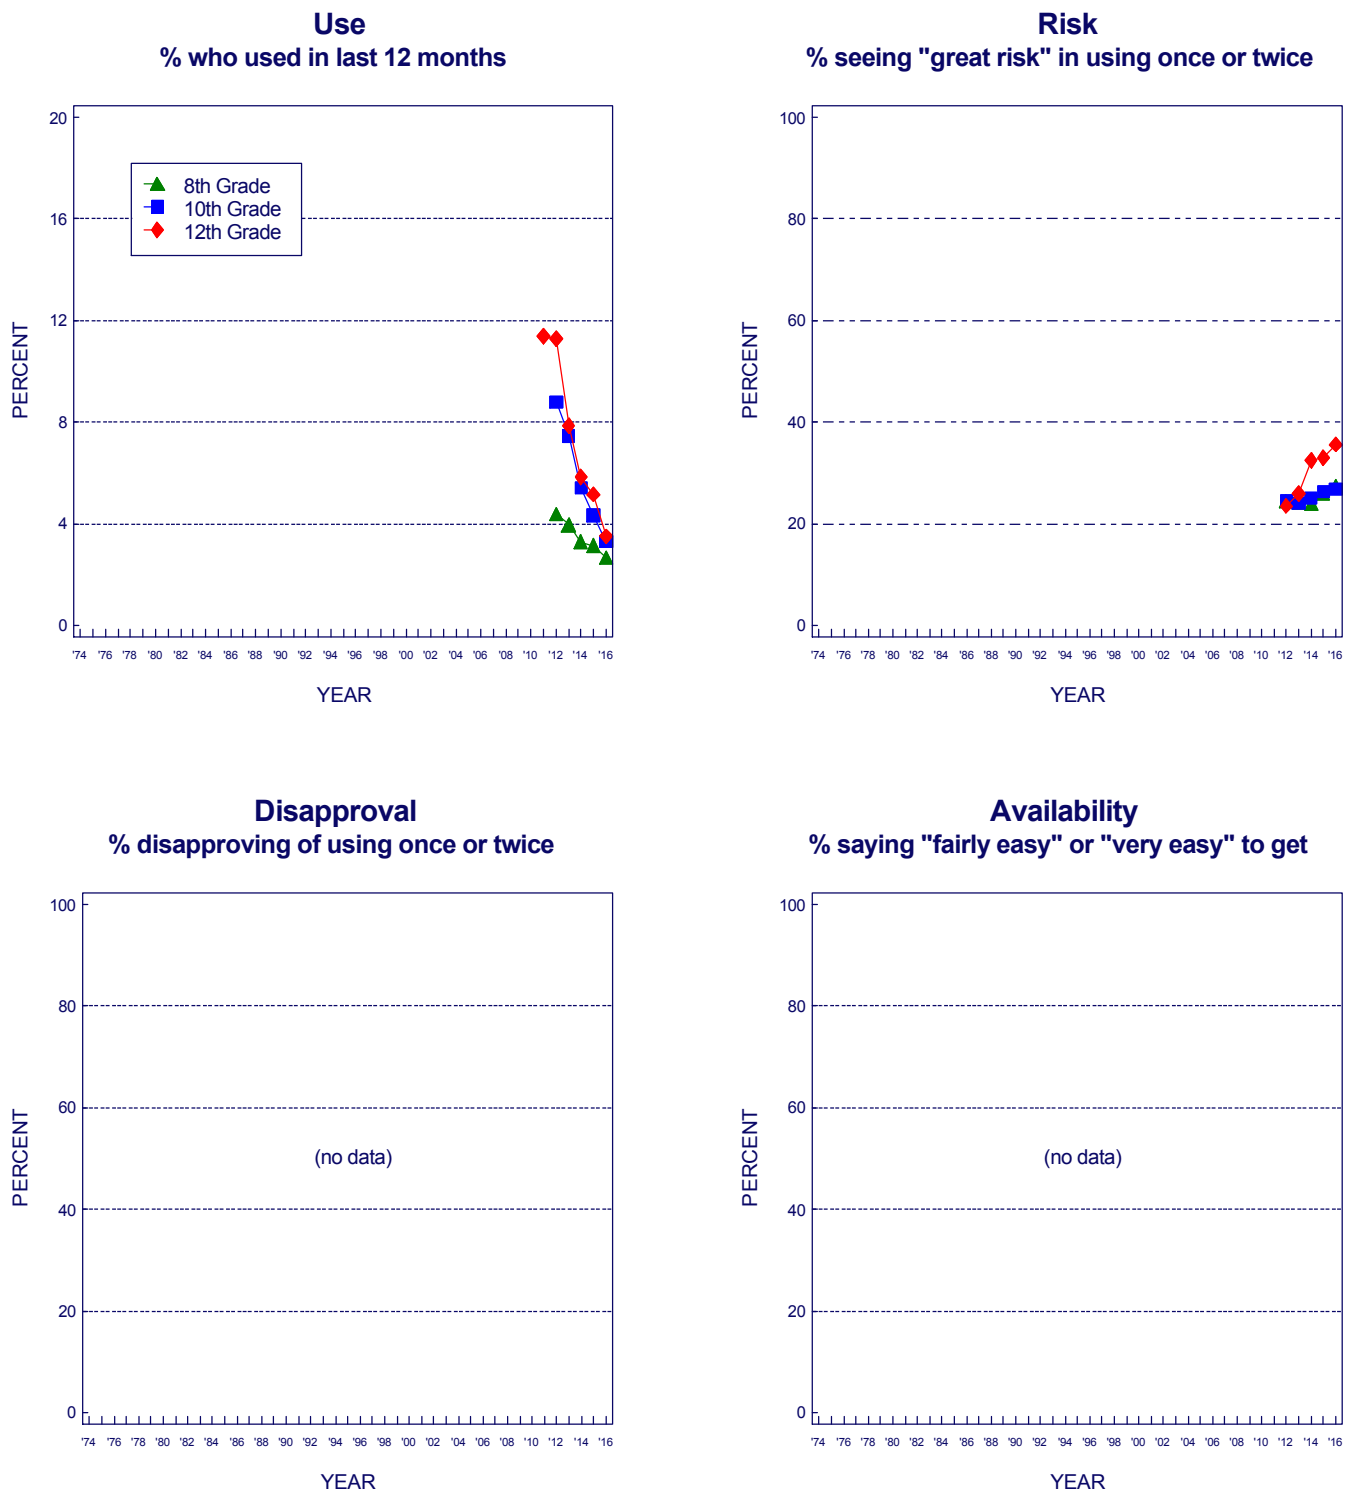 Use
% who used in last 12 months
20
16
12
8
4
0
PERCENT
8th Grade
10th Grade
12th Grade
'74 '76 '78 '80 '82 '84 '86 '88 '90 '92 '94 '96 '98 '00 '02 '04 '06 '08 '10 '12 '14 '16
YEAR
Risk
% seeing "great risk" in using once or twice
100
80
60
40
20
0
PERCENT
'74 '76 '78 '80 '82 '84 '86 '88 '90 '92 '94 '96 '98 '00 '02 '04 '06 '08 '10 '12 '14 '16
YEAR
Disapproval
% disapproving of using once or twice
100
80
60
40
20
0
PERCENT
(no data)
'74 '76 '78 '80 '82 '84 '86 '88 '90 '92 '94 '96 '98 '00 '02 '04 '06 '08 '10 '12 '14 '16
YEAR
Availability
% saying "fairly easy" or "very easy" to get
100
80
60
40
20
0
PERCENT
(no data)
'74 '76 '78 '80 '82 '84 '86 '88 '90 '92 '94 '96 '98 '00 '02 '04 '06 '08 '10 '12 '14 '16
YEAR